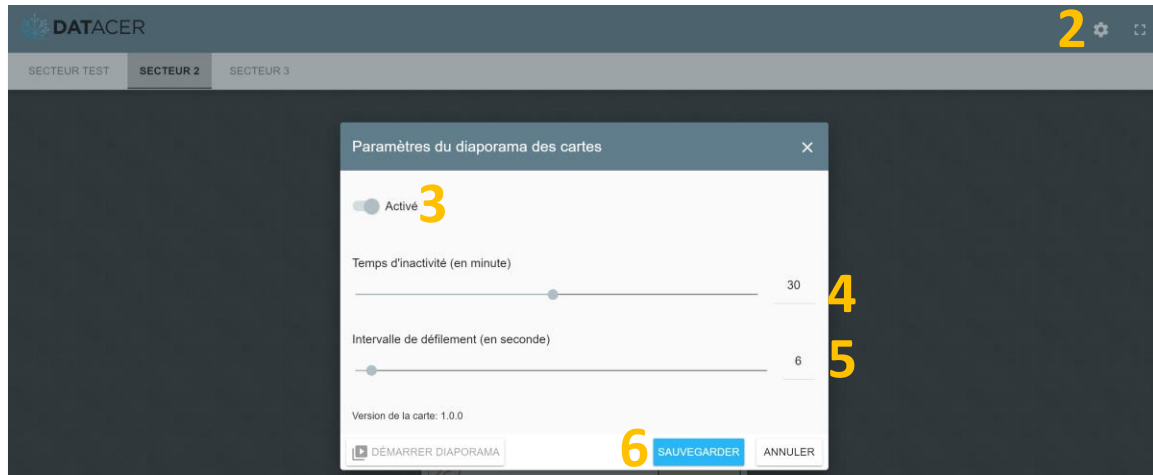 DATACER
2
SECTEUR TEST SECTEUR 2 SECTEUR 3
Paramètres du diaporama des cartes
Activé 3
Temps d'inactivité (en minute)
30 4
Intervalle de défilement (en seconde)
6 5
Version de la carte: 1.0.0
DÉMARRER DIAPORAMA 6 SAUVEGARDER ANNULER